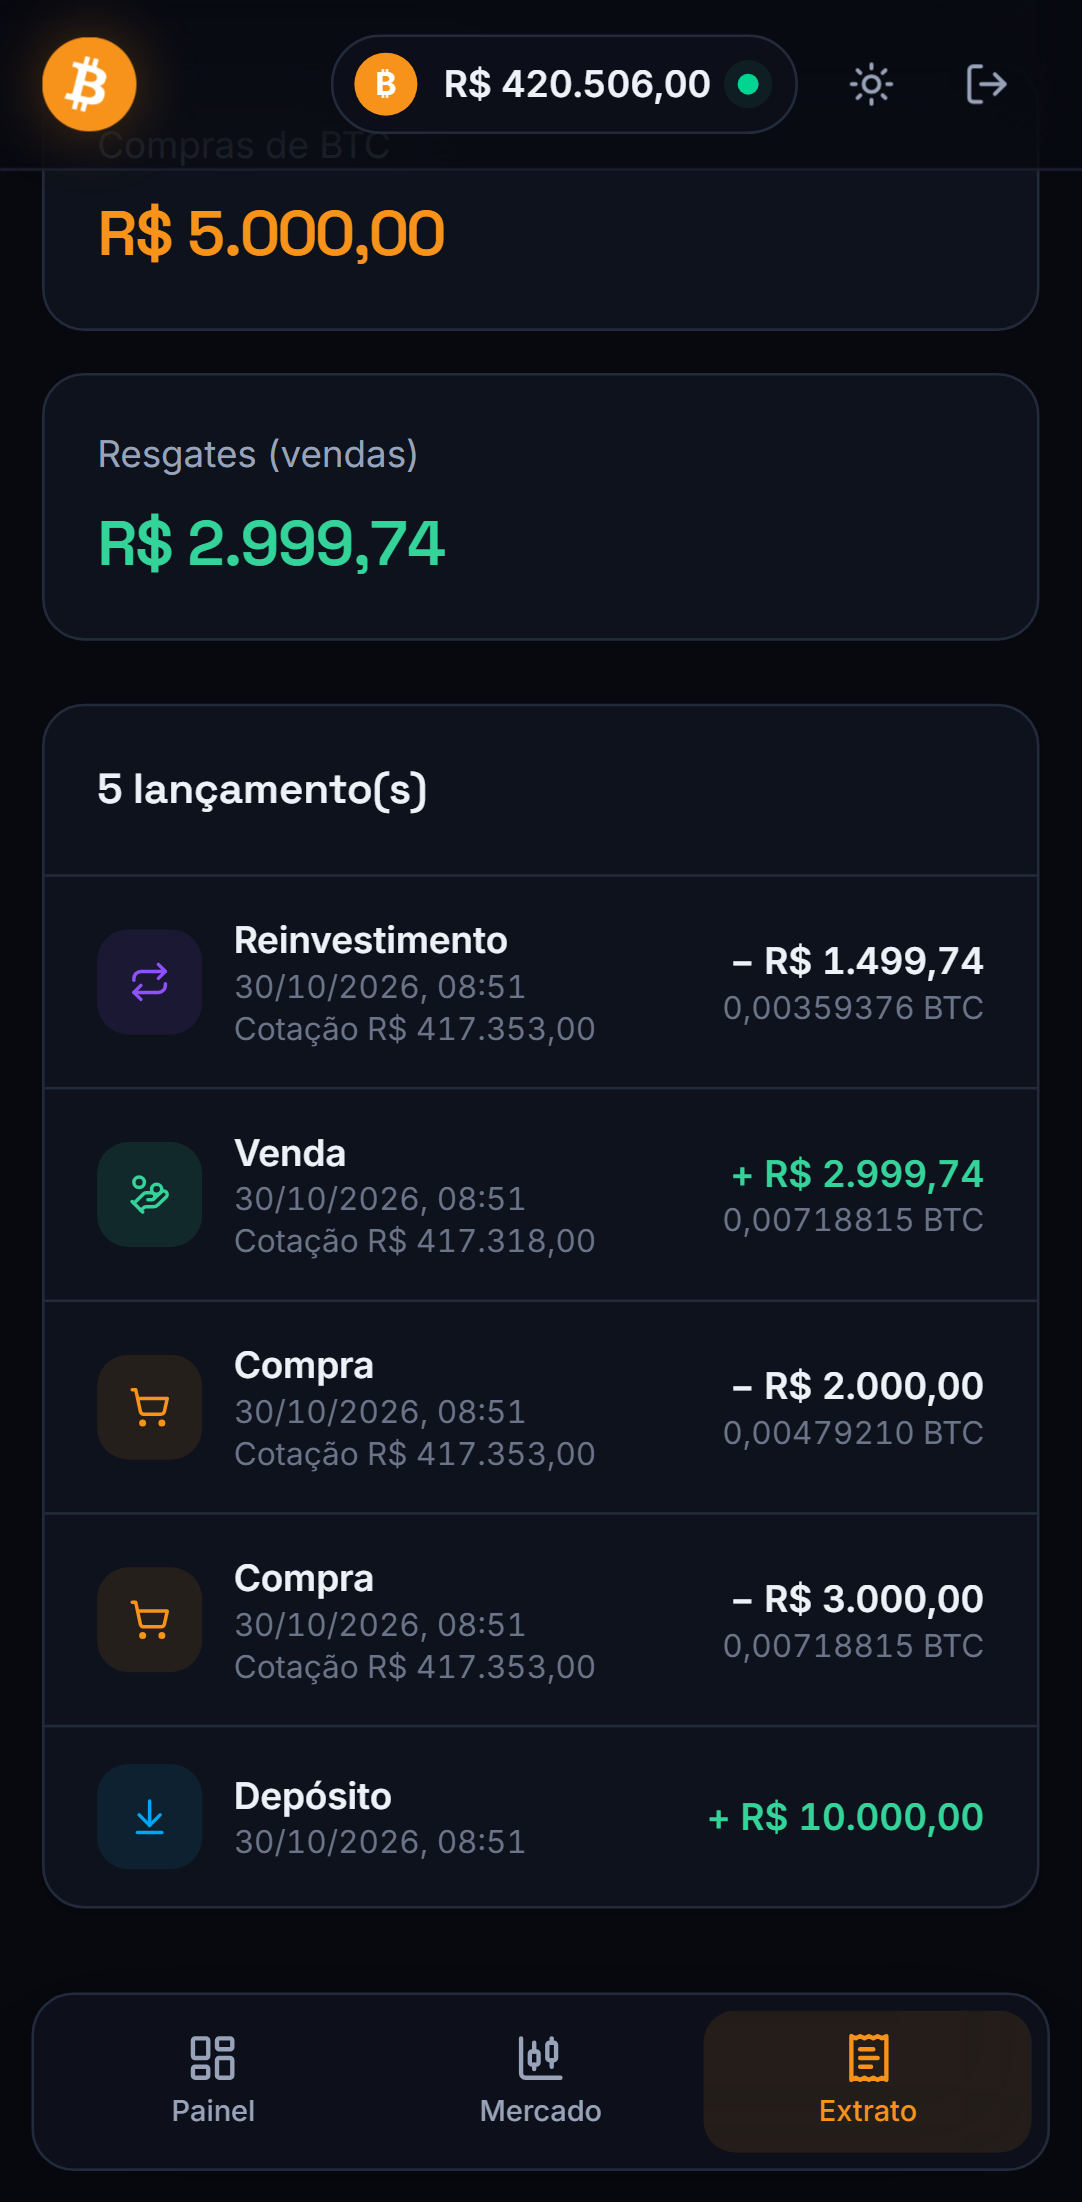 R$ 420.506,00
Compras de BTC
R$ 5.000,00
Resgates (vendas)
R$ 2.999,74
5 lançamento(s)
Reinvestimento
30/10/2026, 08:51
Cotação R$ 417.353,00
– R$ 1.499,74
0,00359376 BTC
Venda
30/10/2026, 08:51
Cotação R$ 417.318,00
+ R$ 2.999,74
0,00718815 BTC
Compra
30/10/2026, 08:51
Cotação R$ 417.353,00
– R$ 2.000,00
0,00479210 BTC
Compra
30/10/2026, 08:51
Cotação R$ 417.353,00
– R$ 3.000,00
0,00718815 BTC
Depósito
30/10/2026, 08:51
+ R$ 10.000,00
Painel
Mercado
Extrato